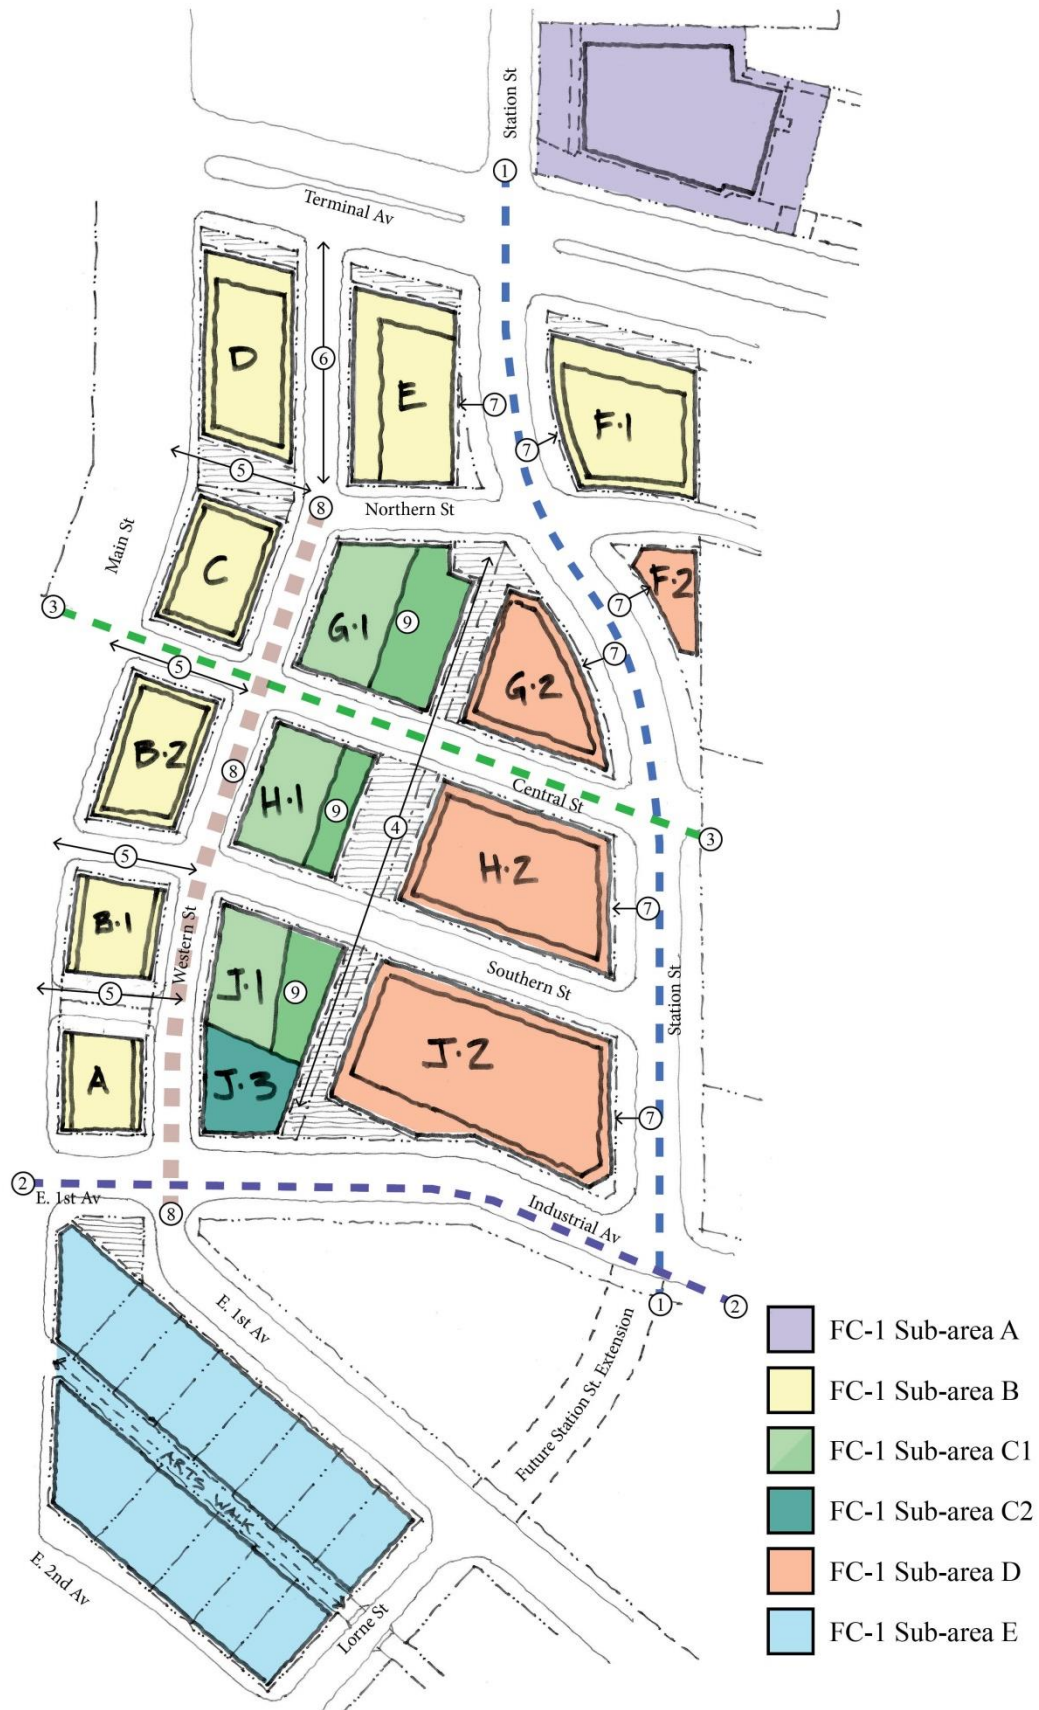 Station St
1
Terminal Av
D
6
E
7
F.1
7
5
8
Northern St
Main St
C
F.2
3
7
G.1
9
7
5
G.2
B.2
8
H.1
9
Central St
4
3
5
H.2
B.1
7
Western St
J.1
9
Southern St
Station St
5
J.2
A
J.3
7
2
E. 1st Av
8
Industrial Av
1
2
E. 1st Av
Future Station St. Extension
ARTS WALK
E. 2nd Av
Lorne St
FC-1 Sub-area A
FC-1 Sub-area B
FC-1 Sub-area C1
FC-1 Sub-area C2
FC-1 Sub-area D
FC-1 Sub-area E